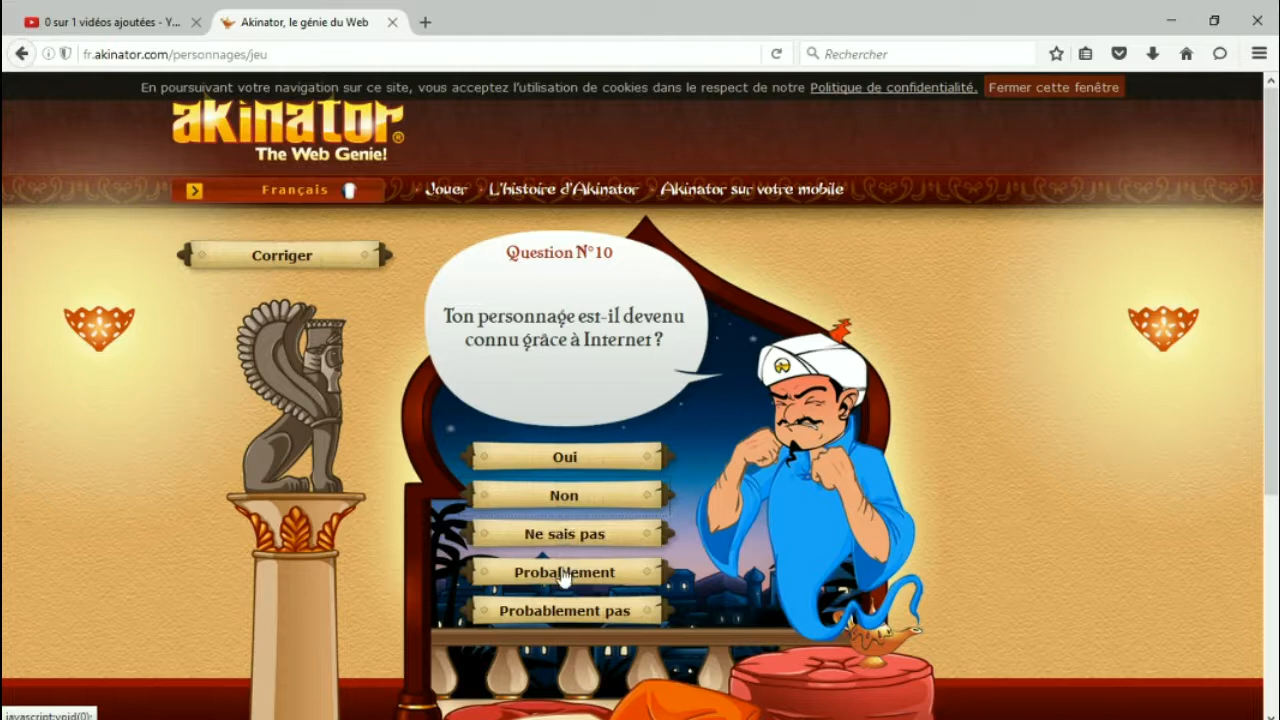 0 sur 1 vidéos ajoutées - Y...
Akinator, le génie du Web
fr.akinator.com/personnages/jeu
Rechercher
En poursuivant votre navigation sur ce site, vous acceptez l'utilisation de cookies dans le respect de notre Politique de confidentialité.
Fermer cette fenêtre
akinator®
The Web Genie!
Français
Jouer
L'histoire d'Akinator
Akinator sur votre mobile
Corriger
Question N°10
Ton personnage est-il devenu
connu grâce à Internet ?
Oui
Non
Ne sais pas
Probablement
Probablement pas
javascript:void(0);